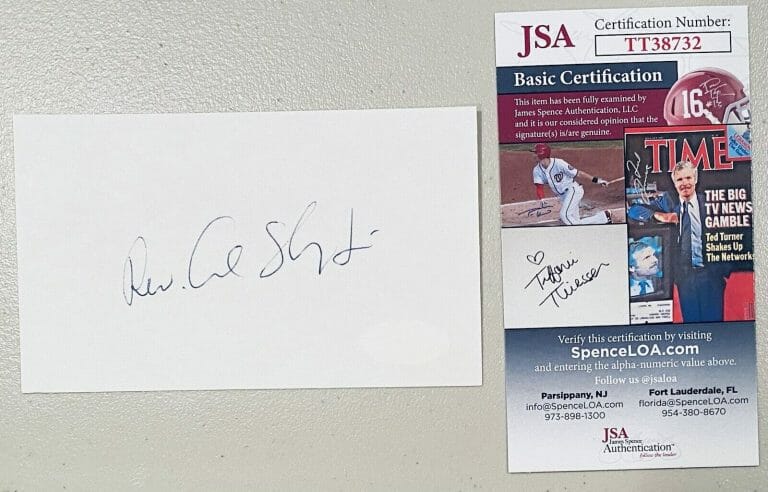 Rev. Al Sharpton
JSA
Certification Number:
TT38732
Basic Certification
This item has been fully examined by
James Spence Authentication, LLC
and it is our considered opinion that the
signature(s) is/are genuine.
16
TIME
THE BIG
TV NEWS
GAMBLE
Ted Turner
Shakes Up
The Networks
Tiffani
Thiessen
Verify this certification by visiting
SpenceLOA.com
and entering the alpha-numeric value above.
Follow us @jsaloa
Parsippany, NJ
info@SpenceLOA.com
973-898-1300
Fort Lauderdale, FL
florida@SpenceLOA.com
954-380-8670
JSA
James Spence
Authentication™
follow the leader